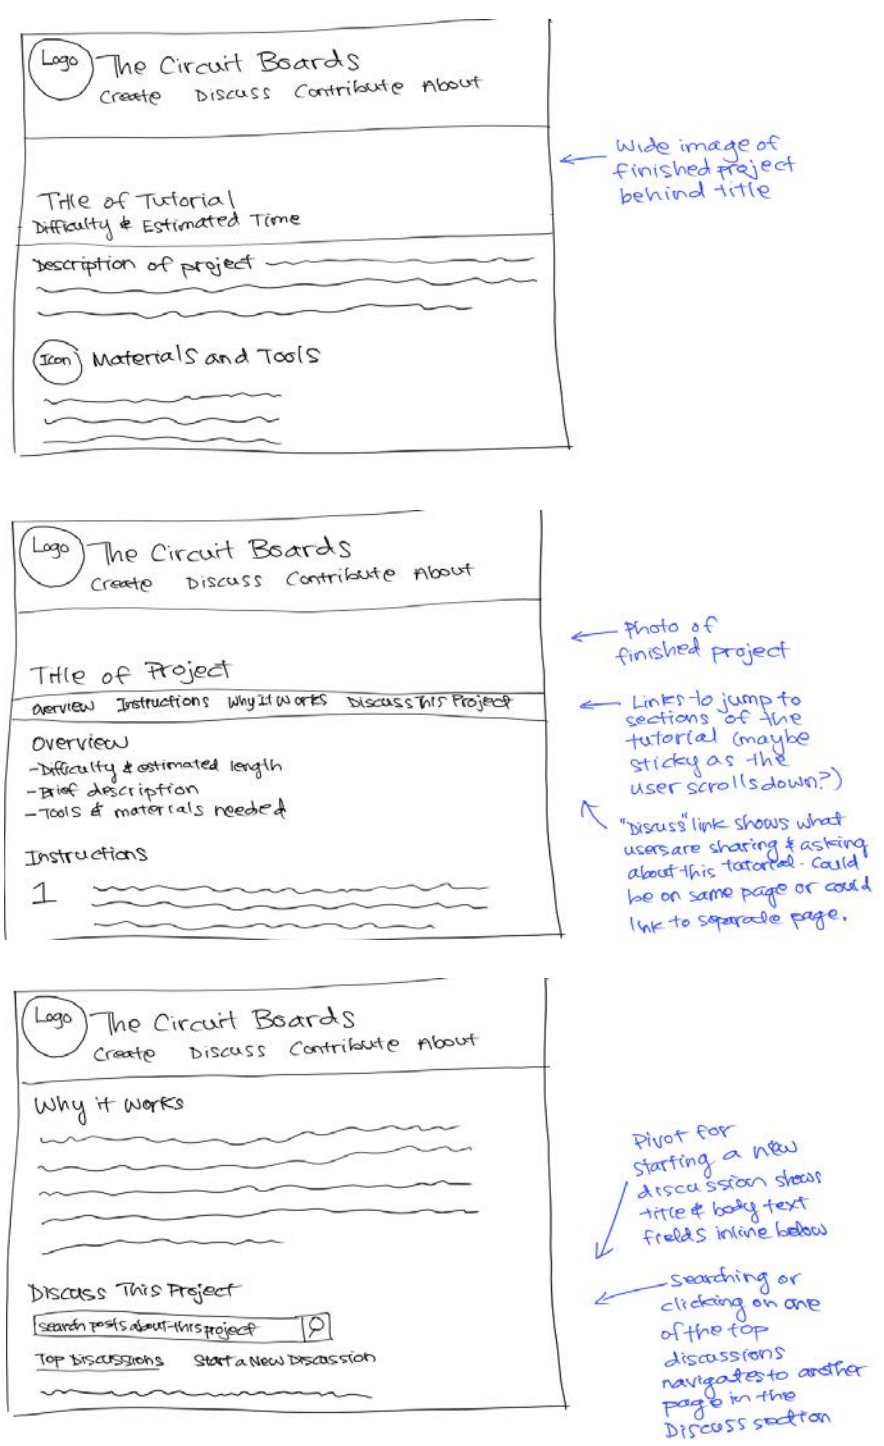 Logo
The Circuit Boards
Create Discuss Contribute About
Wide image of
finished project
behind title
Title of Tutorial
Difficulty & Estimated Time
Description of project
Icon
Materials and Tools
Logo
The Circuit Boards
Create Discuss Contribute About
Photo of
finished project
Title of Project
Overview Instructions Why It Works Discuss This Project
Links to jump to
sections of the
tutorial (maybe
sticky as the
user scrolls down?)
Overview
- Difficulty & estimated length
- Brief description
- Tools & materials needed
"Discuss" link shows what
users are sharing & asking
about this tutorial. Could
be on same page or could
link to separate page.
Instructions
1
Logo
The Circuit Boards
Create Discuss Contribute About
Why it Works
Pivot for
starting a new
discussion shows
title & body text
fields inline below
Discuss This Project
search posts about this project
Top Discussions Start a New Discussion
Searching or
clicking on one
of the top
discussions
navigates to another
page in the
Discuss section